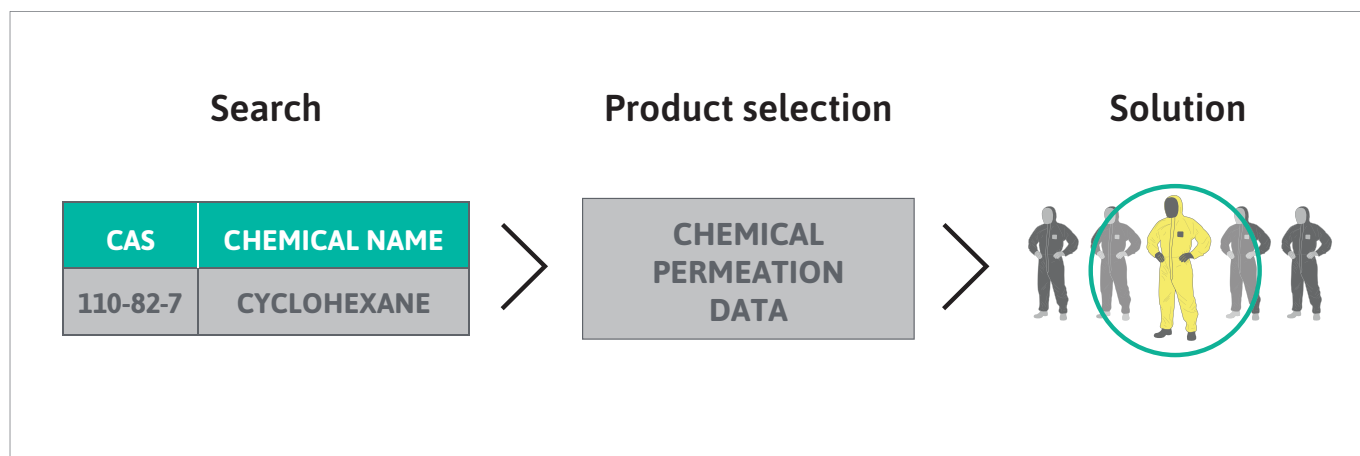 Search
Product selection
Solution
CAS
CHEMICAL NAME
110-82-7
CYCLOHEXANE
CHEMICAL
PERMEATION
DATA